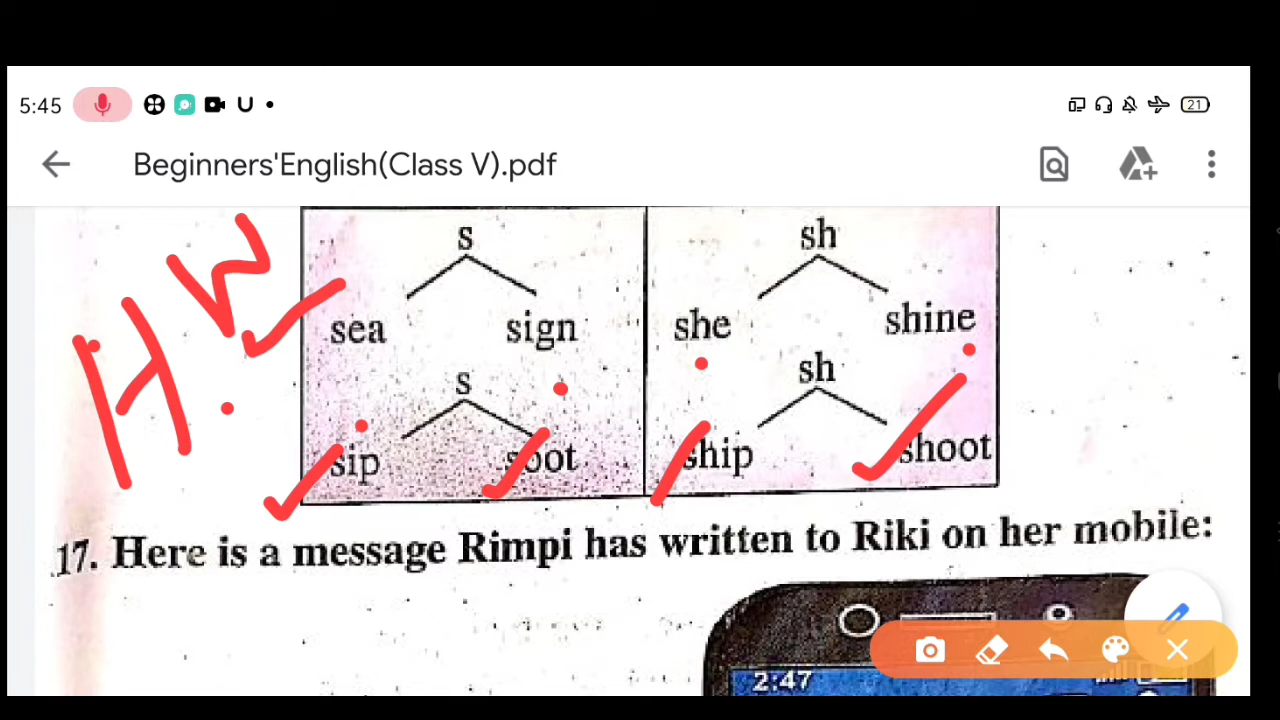 5:45 U 21
Beginners'English(Class V).pdf
H.W
s sh
sea sign she shine
s sh
sip soot ship shoot
17. Here is a message Rimpi has written to Riki on her mobile:
2:47